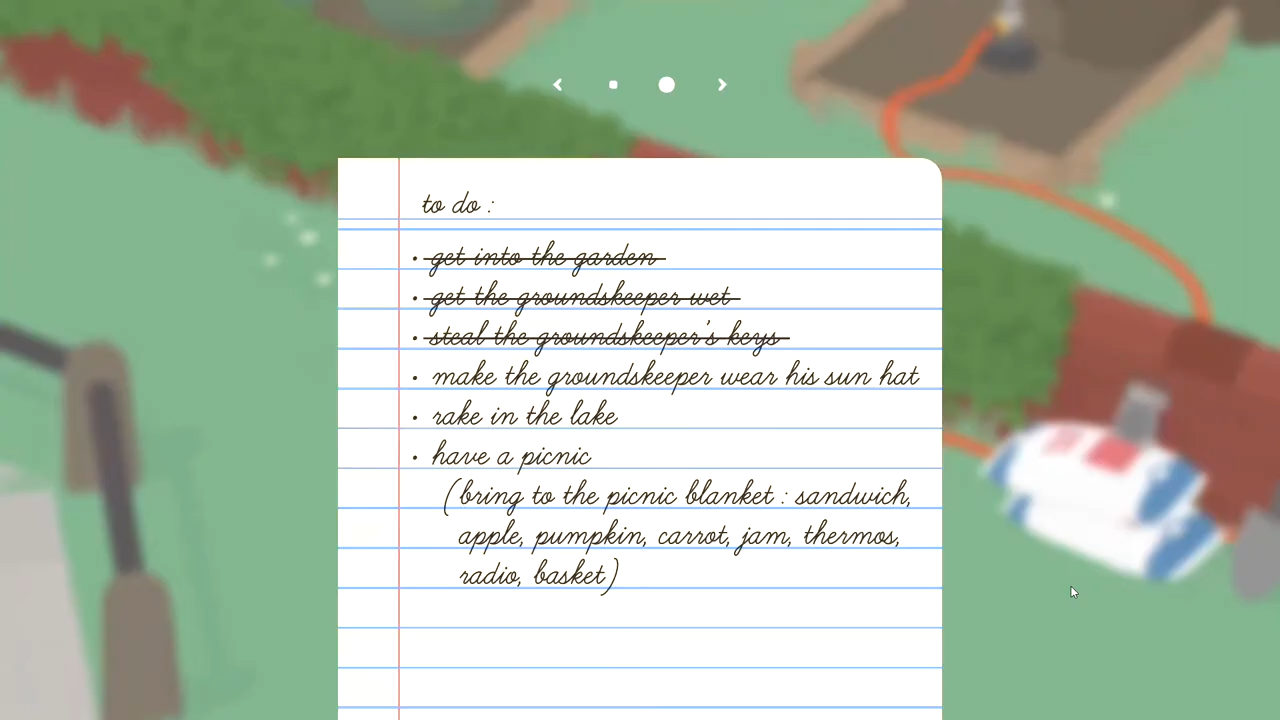 to do :
• get into the garden
• get the groundskeeper wet
• steal the groundskeeper's keys
• make the groundskeeper wear his sun hat
• rake in the lake
• have a picnic
(bring to the picnic blanket : sandwich,
apple, pumpkin, carrot, jam, thermos,
radio, basket)